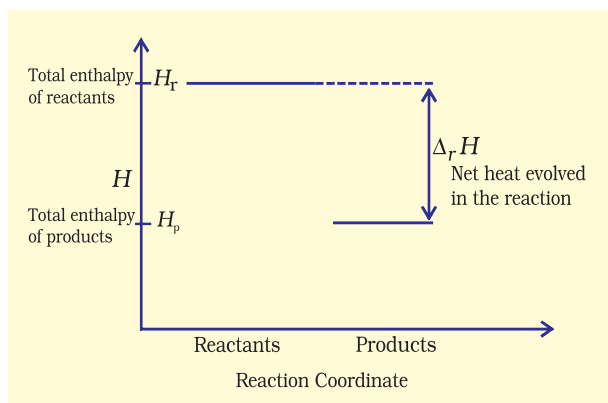 Total enthalpy
of reactants
Hr
ΔrH
Net heat evolved
in the reaction
H
Total enthalpy
of products
Hp
Reactants
Products
Reaction Coordinate